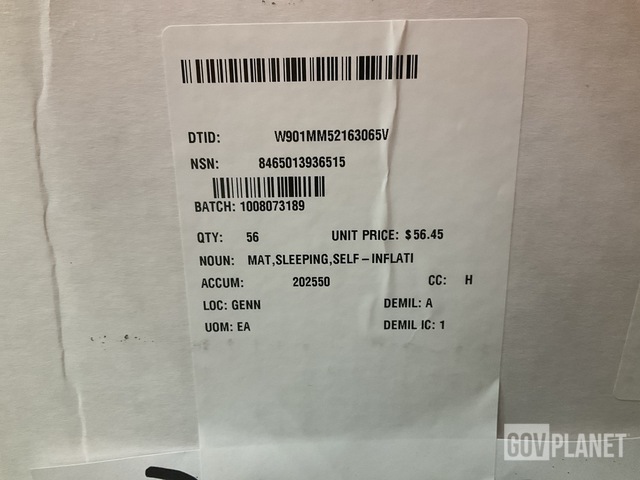 DTID: W901MM52163065V
NSN: 8465013936515
BATCH: 1008073189
QTY: 56 UNIT PRICE: $56.45
NOUN: MAT,SLEEPING,SELF-INFLATI
ACCUM: 202550 CC: H
LOC: GENN DEMIL: A
UOM: EA DEMIL IC: 1
GOVPLANET